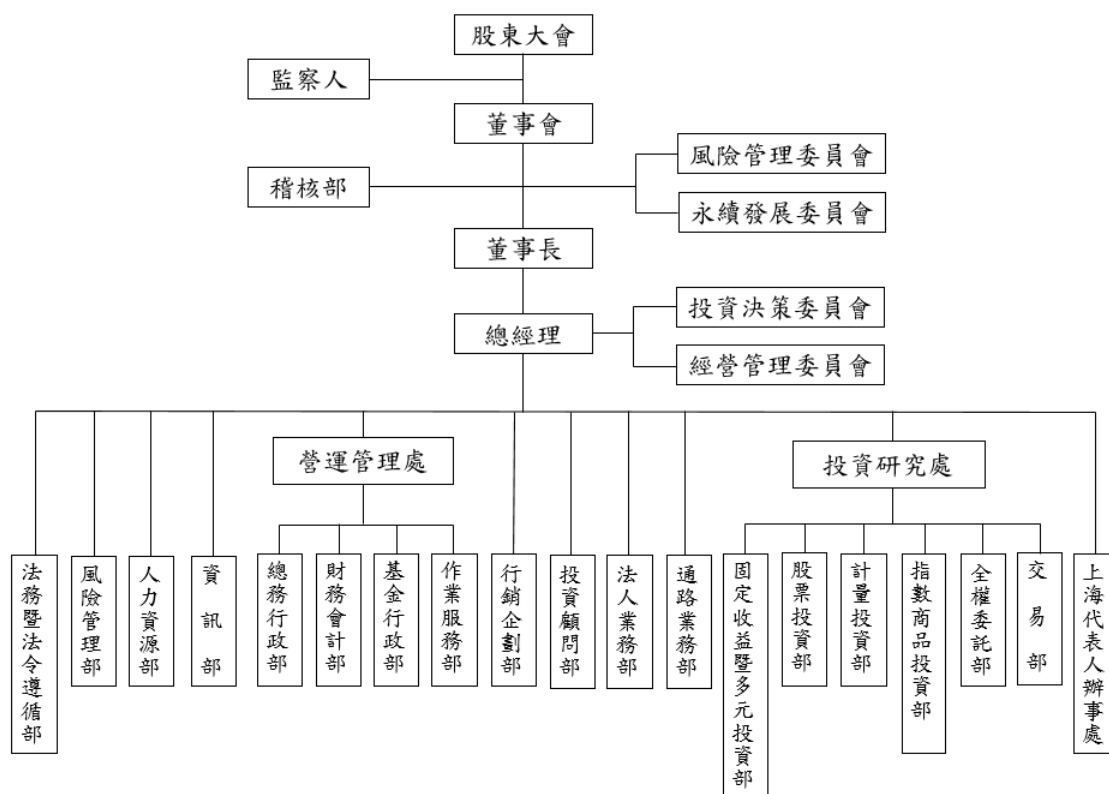 股東大會
監察人
董事會
風險管理委員會
稽核部
永續發展委員會
董事長
投資決策委員會
總經理
經營管理委員會
營運管理處
投資研究處
法務暨法令遵循部
風險管理部
人力資源部
資訊部
總務行政部
財務會計部
基金行政部
作業服務部
行銷企劃部
投資顧問部
法人業務部
通路業務部
固定收益暨多元投資部
股票投資部
計量投資部
指數商品投資部
全權委託部
交易部
上海代表人辦事處